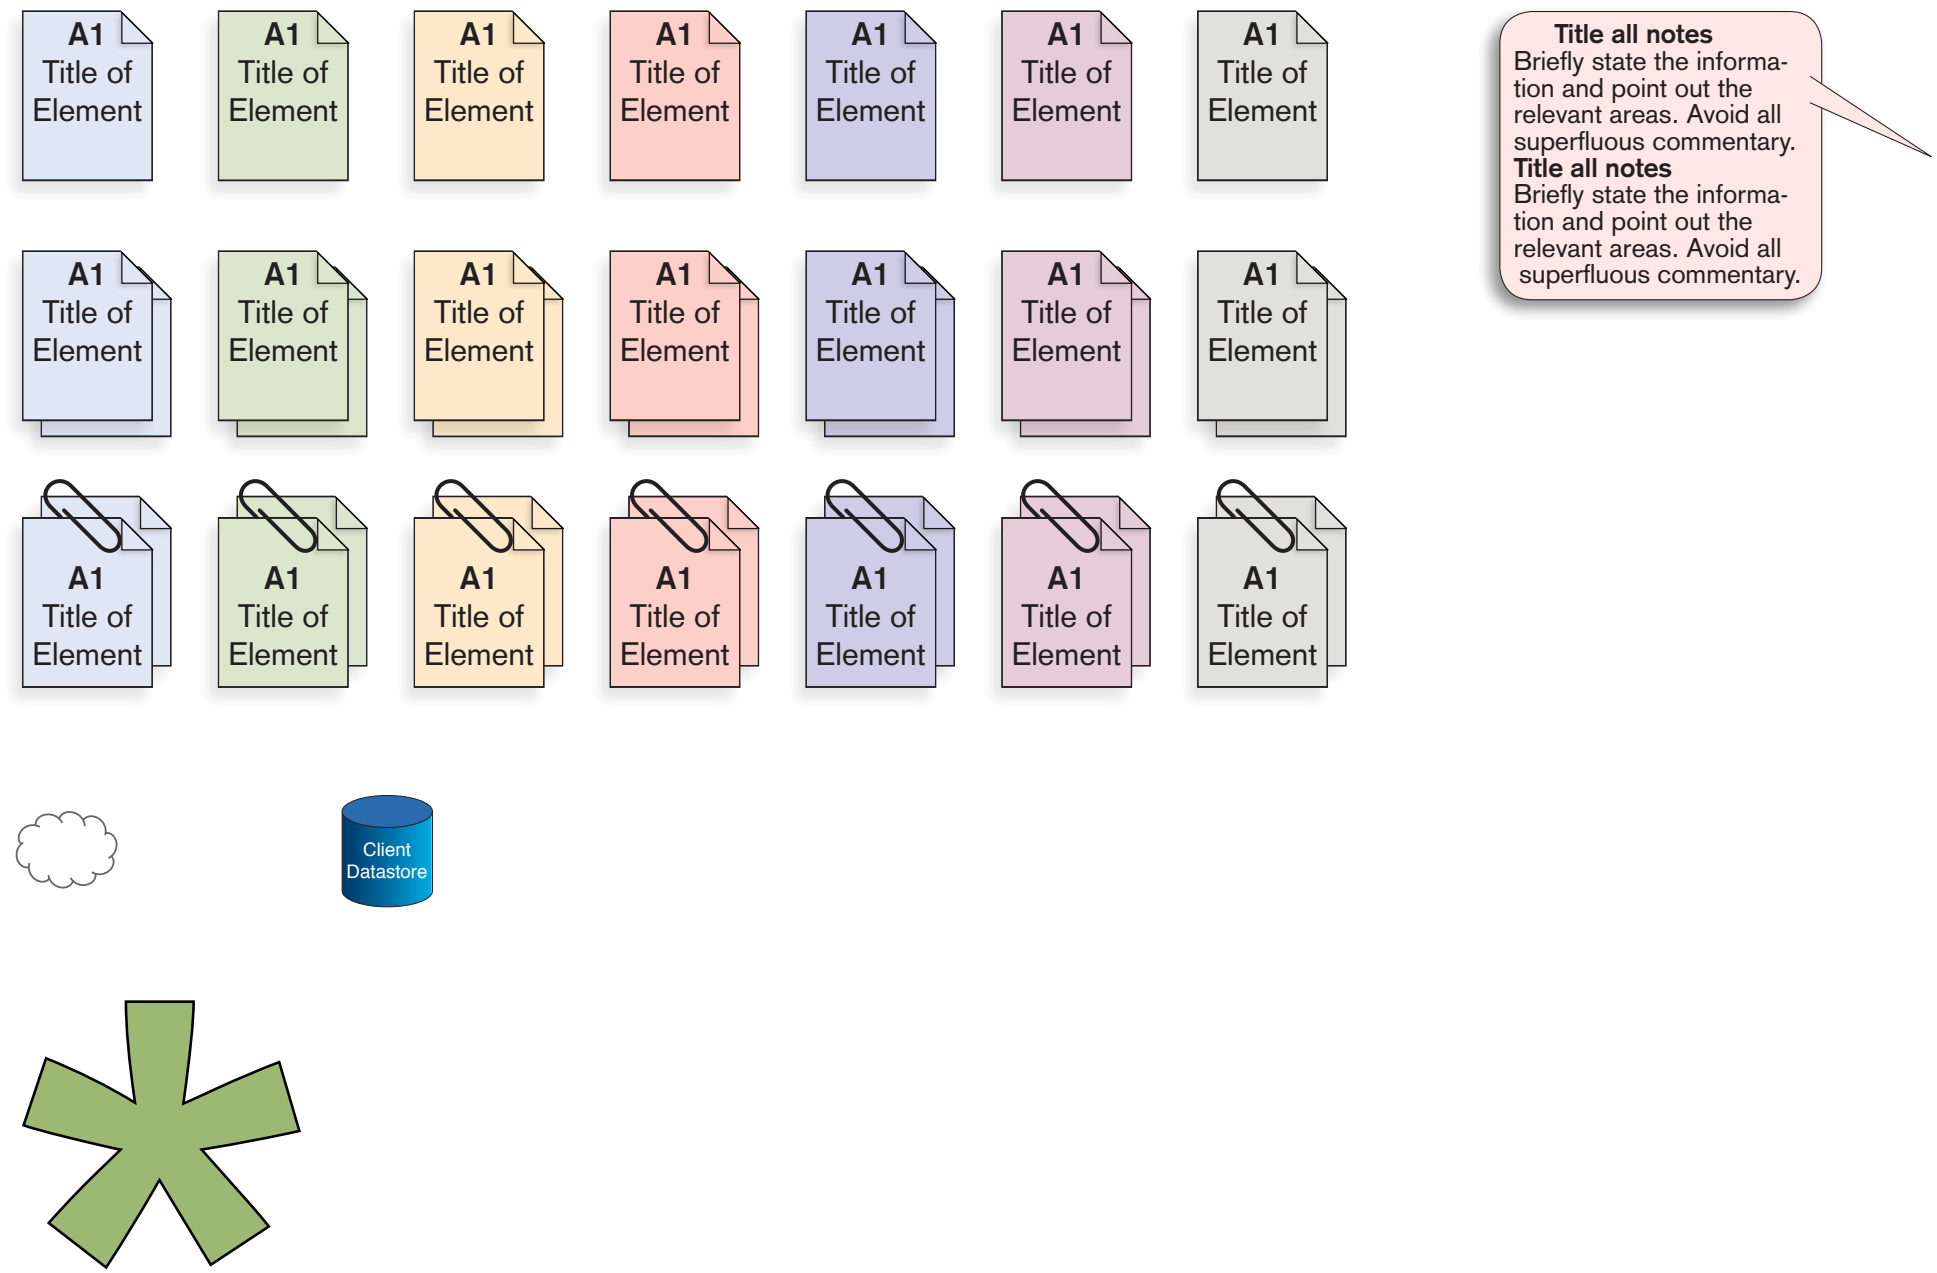 A1
Title of
Element
A1
Title of
Element
A1
Title of
Element
A1
Title of
Element
A1
Title of
Element
A1
Title of
Element
A1
Title of
Element
Title all notes
Briefly state the informa-
tion and point out the
relevant areas. Avoid all
superfluous commentary.
Title all notes
Briefly state the informa-
tion and point out the
relevant areas. Avoid all
superfluous commentary.
A1
Title of
Element
A1
Title of
Element
A1
Title of
Element
A1
Title of
Element
A1
Title of
Element
A1
Title of
Element
A1
Title of
Element
A1
Title of
Element
A1
Title of
Element
A1
Title of
Element
A1
Title of
Element
A1
Title of
Element
A1
Title of
Element
A1
Title of
Element
Client
Datastore